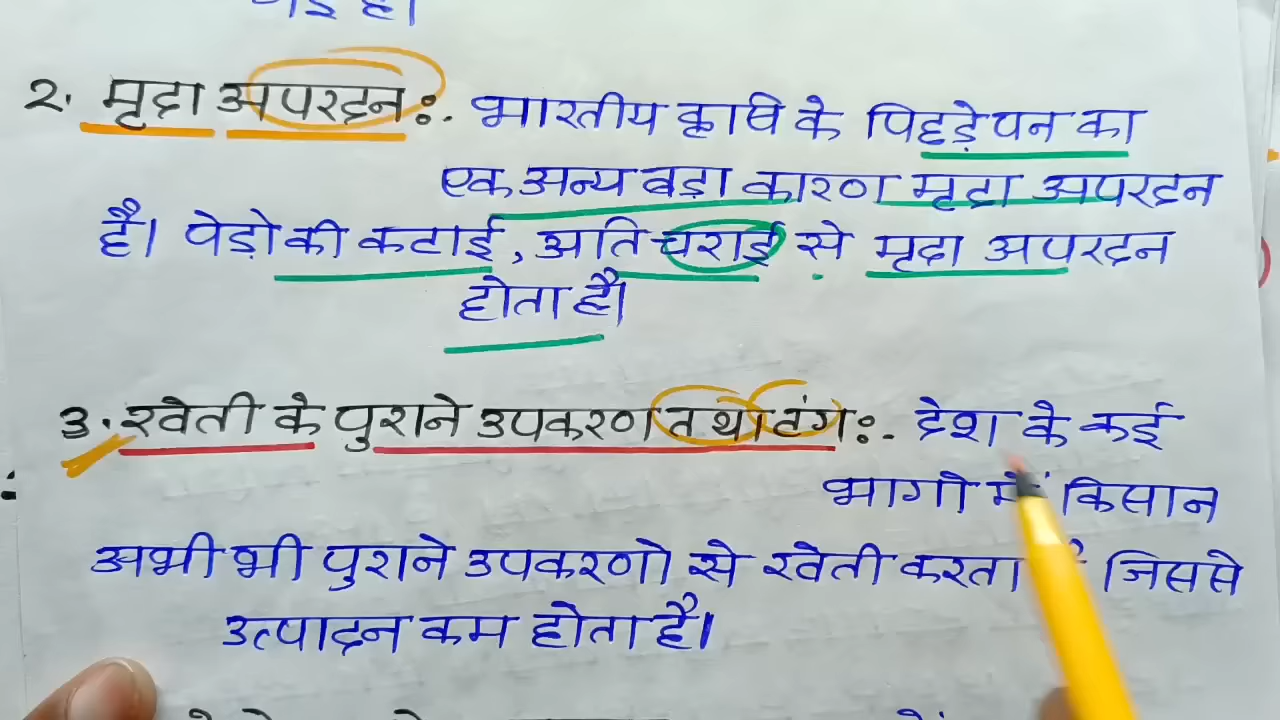 2. मृदा अपरदन :. भारतीय कृषि के पिहड़ेपन का
एक अन्य बड़ा कारण मृदा अपरदन
है। पेड़ो की कटाई, अति चराई से मृदा अपरदन
होता है।
3. खेती के पुराने उपकरण तथा ढंग :. देश के कई
भागो में किसान
अभी भी पुराने उपकरणो से खेती करता है जिससे
उत्पादन कम होता है।